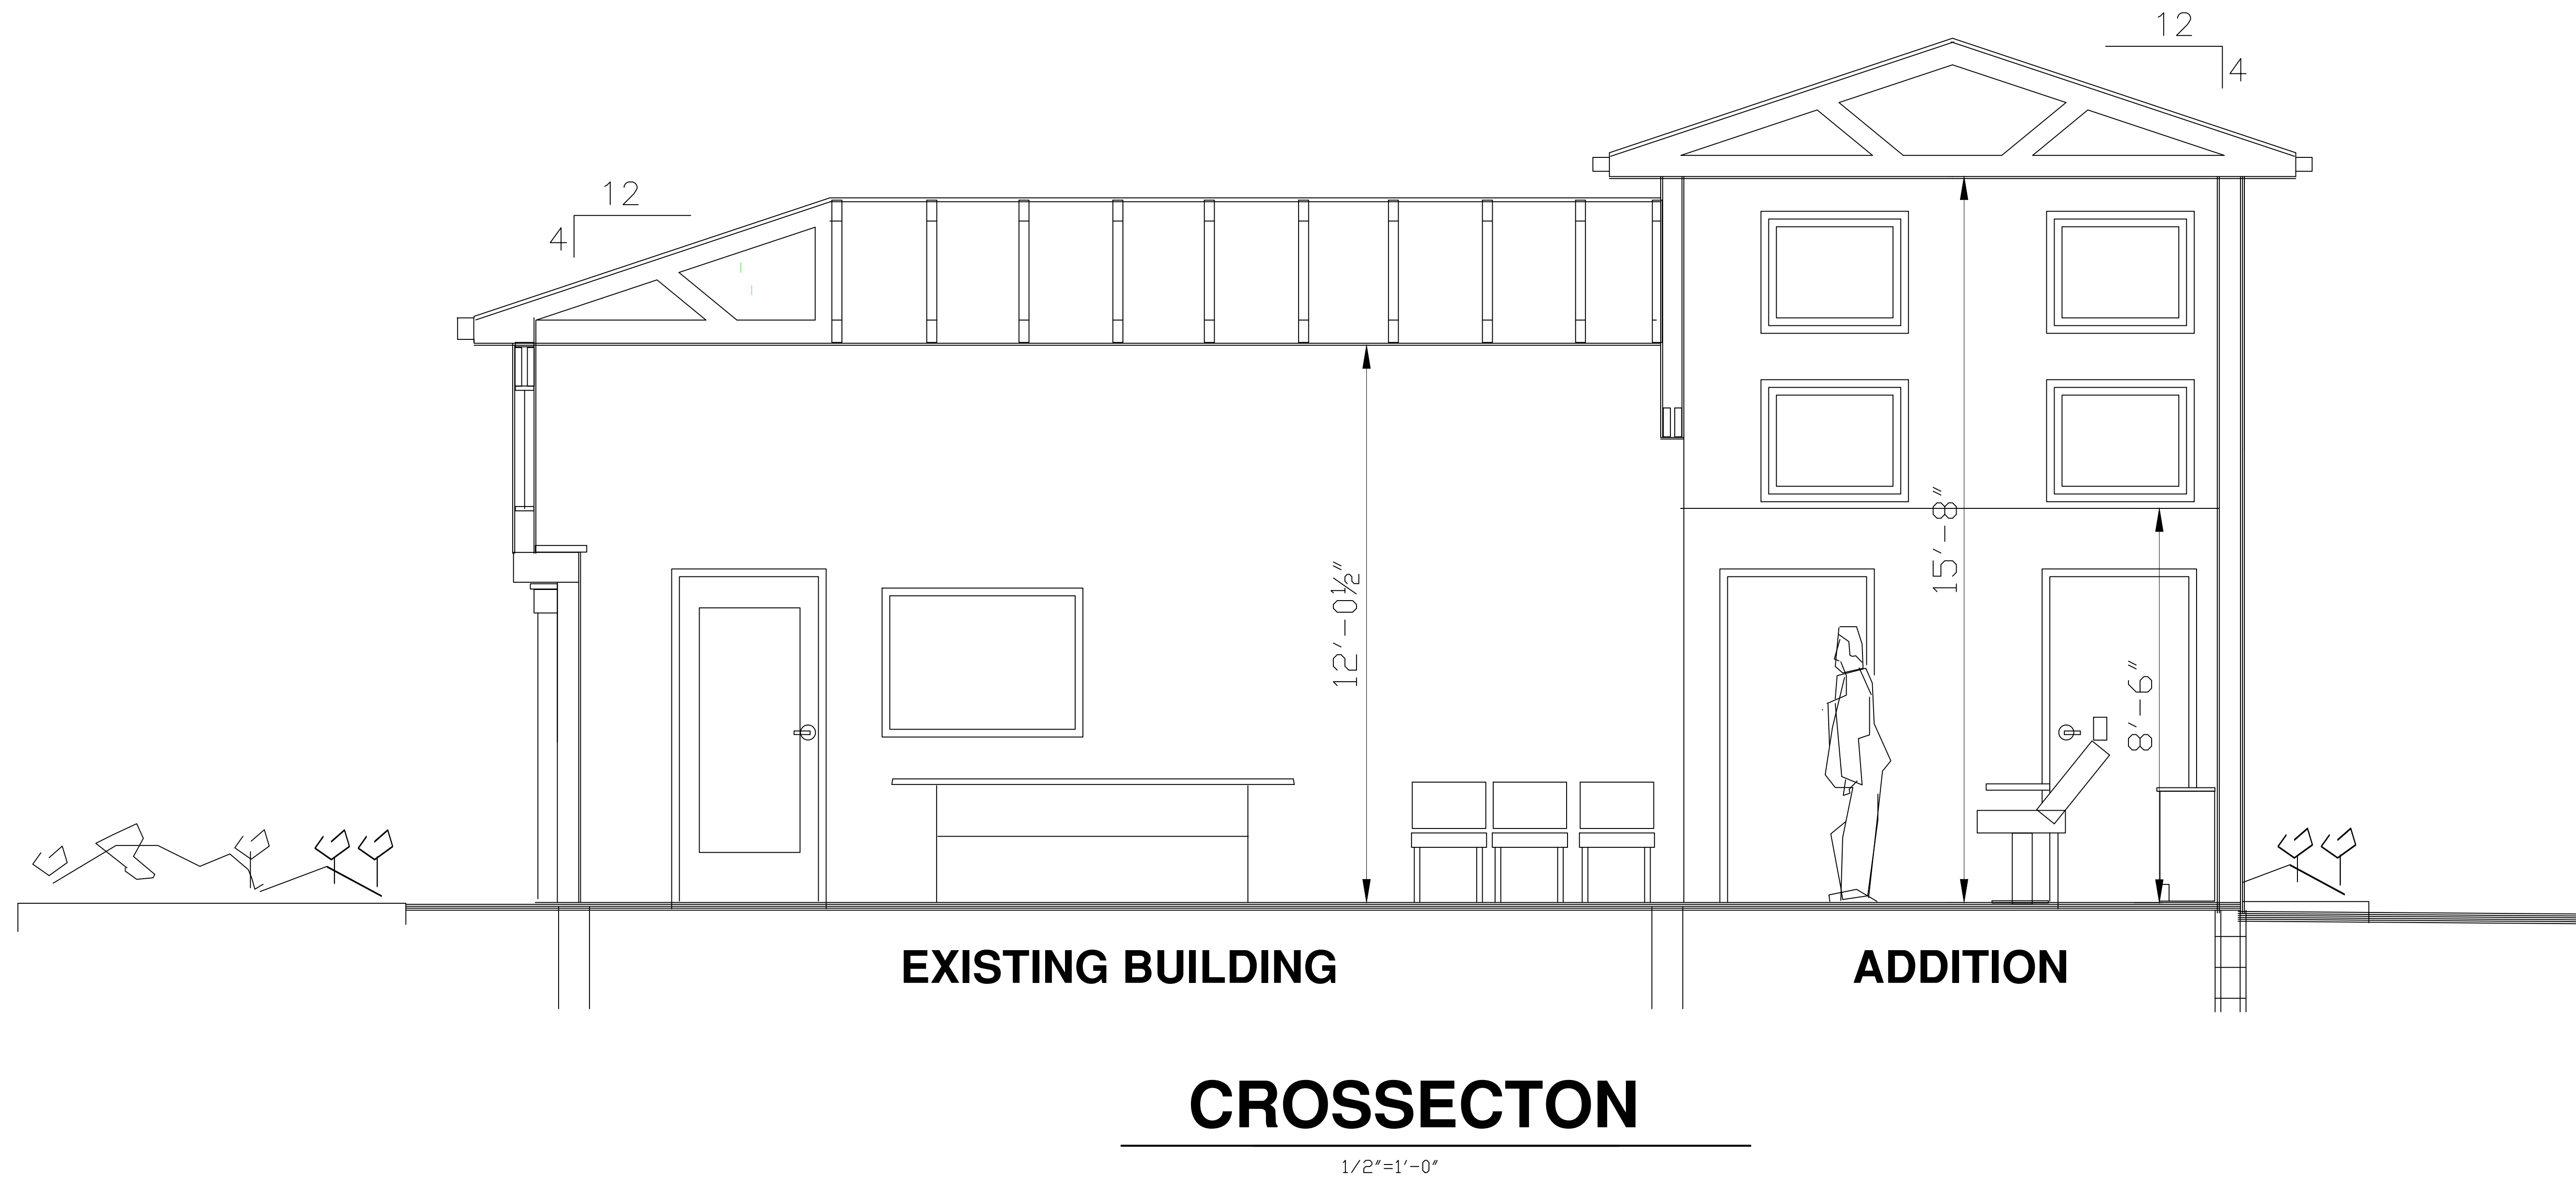 12
4
12
4
12'-0½"
15'-8"
8'-6"
EXISTING BUILDING
ADDITION
CROSSECTON
1/2"=1'-0"